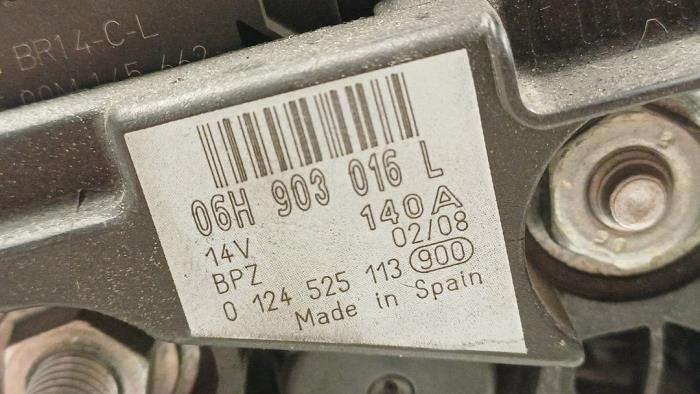 BR14-C-L
06H 903 016 L
14V 140A
BPZ 02/08
0 124 525 113 900
Made in Spain